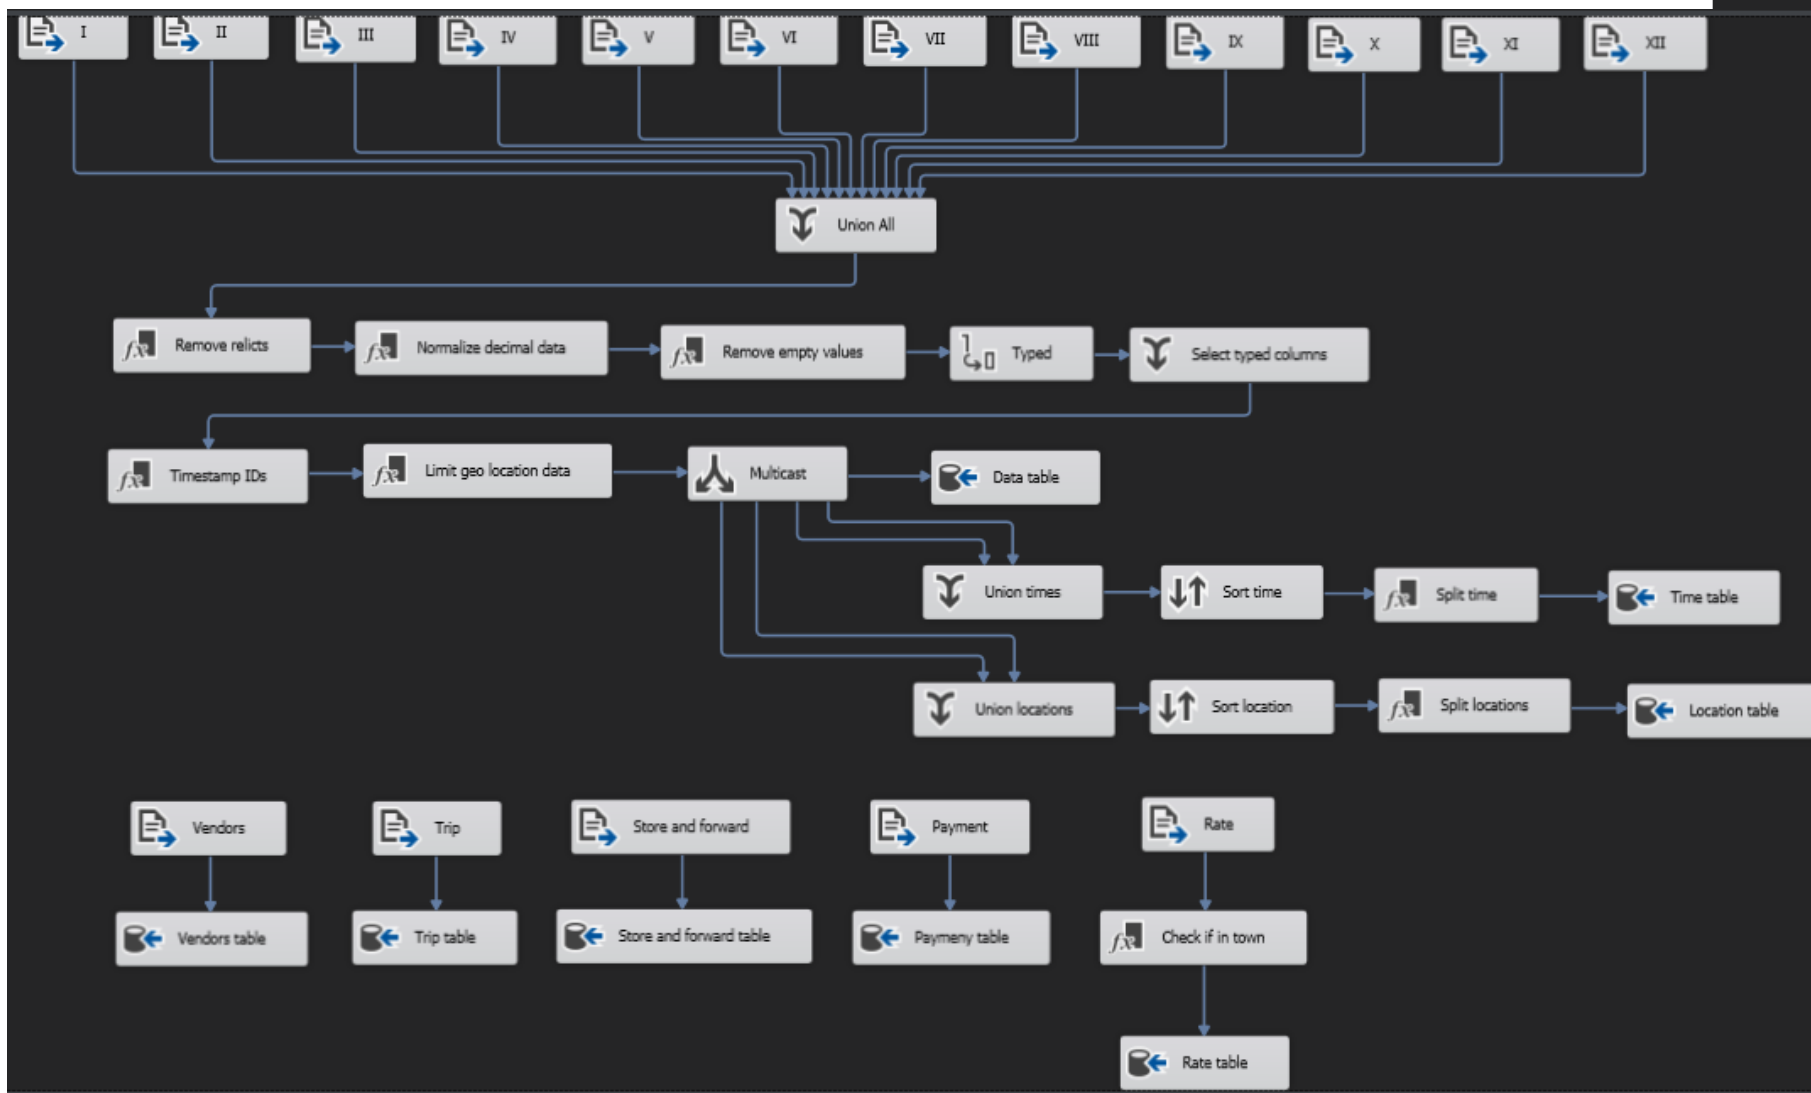 I
II
III
IV
V
VI
VII
VIII
IX
X
XI
XII
Union All
Remove relicts
Normalize decimal data
Remove empty values
Typed
Select typed columns
Timestamp IDs
Limit geo location data
Multicast
Data table
Union times
Sort time
Split time
Time table
Union locations
Sort location
Split locations
Location table
Vendors
Trip
Store and forward
Payment
Rate
Vendors table
Trip table
Store and forward table
Paymeny table
Check if in town
Rate table